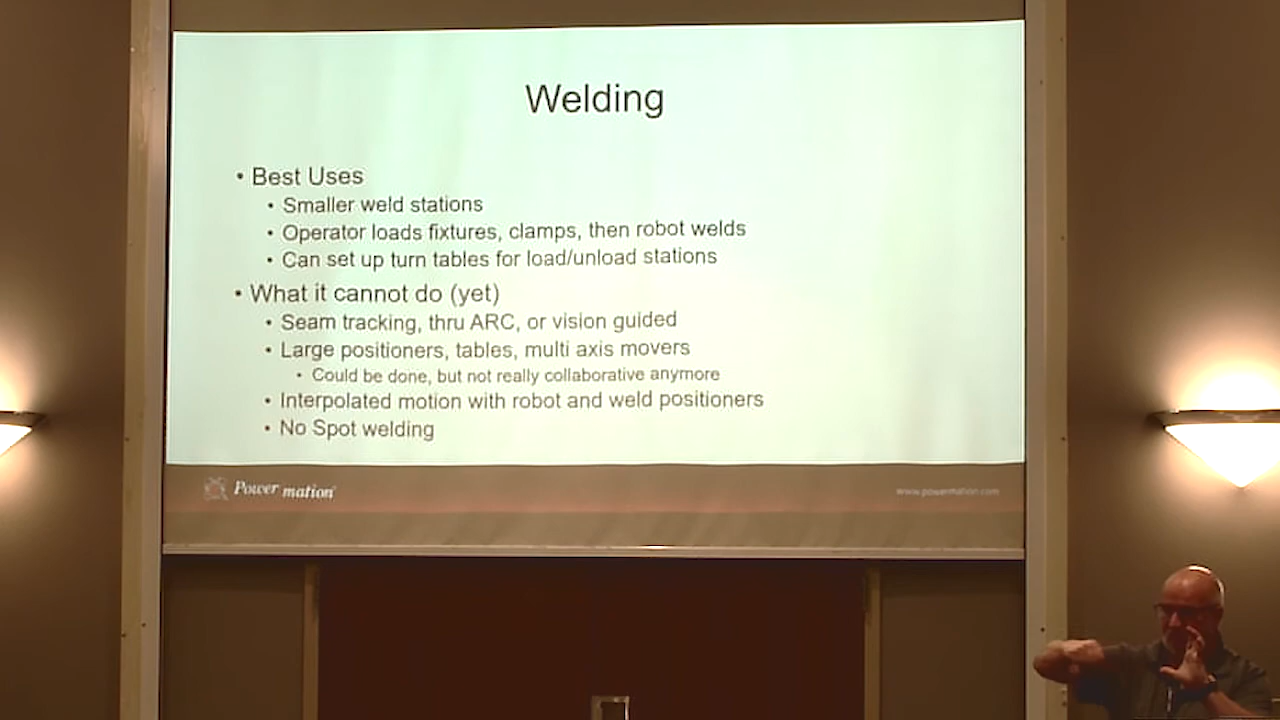 Welding
• Best Uses
• Smaller weld stations
• Operator loads fixtures, clamps, then robot welds
• Can set up turn tables for load/unload stations
• What it cannot do (yet)
• Seam tracking, thru ARC, or vision guided
• Large positioners, tables, multi axis movers
• Could be done, but not really collaborative anymore
• Interpolated motion with robot and weld positioners
• No Spot welding
Power mation
www.powermation.com